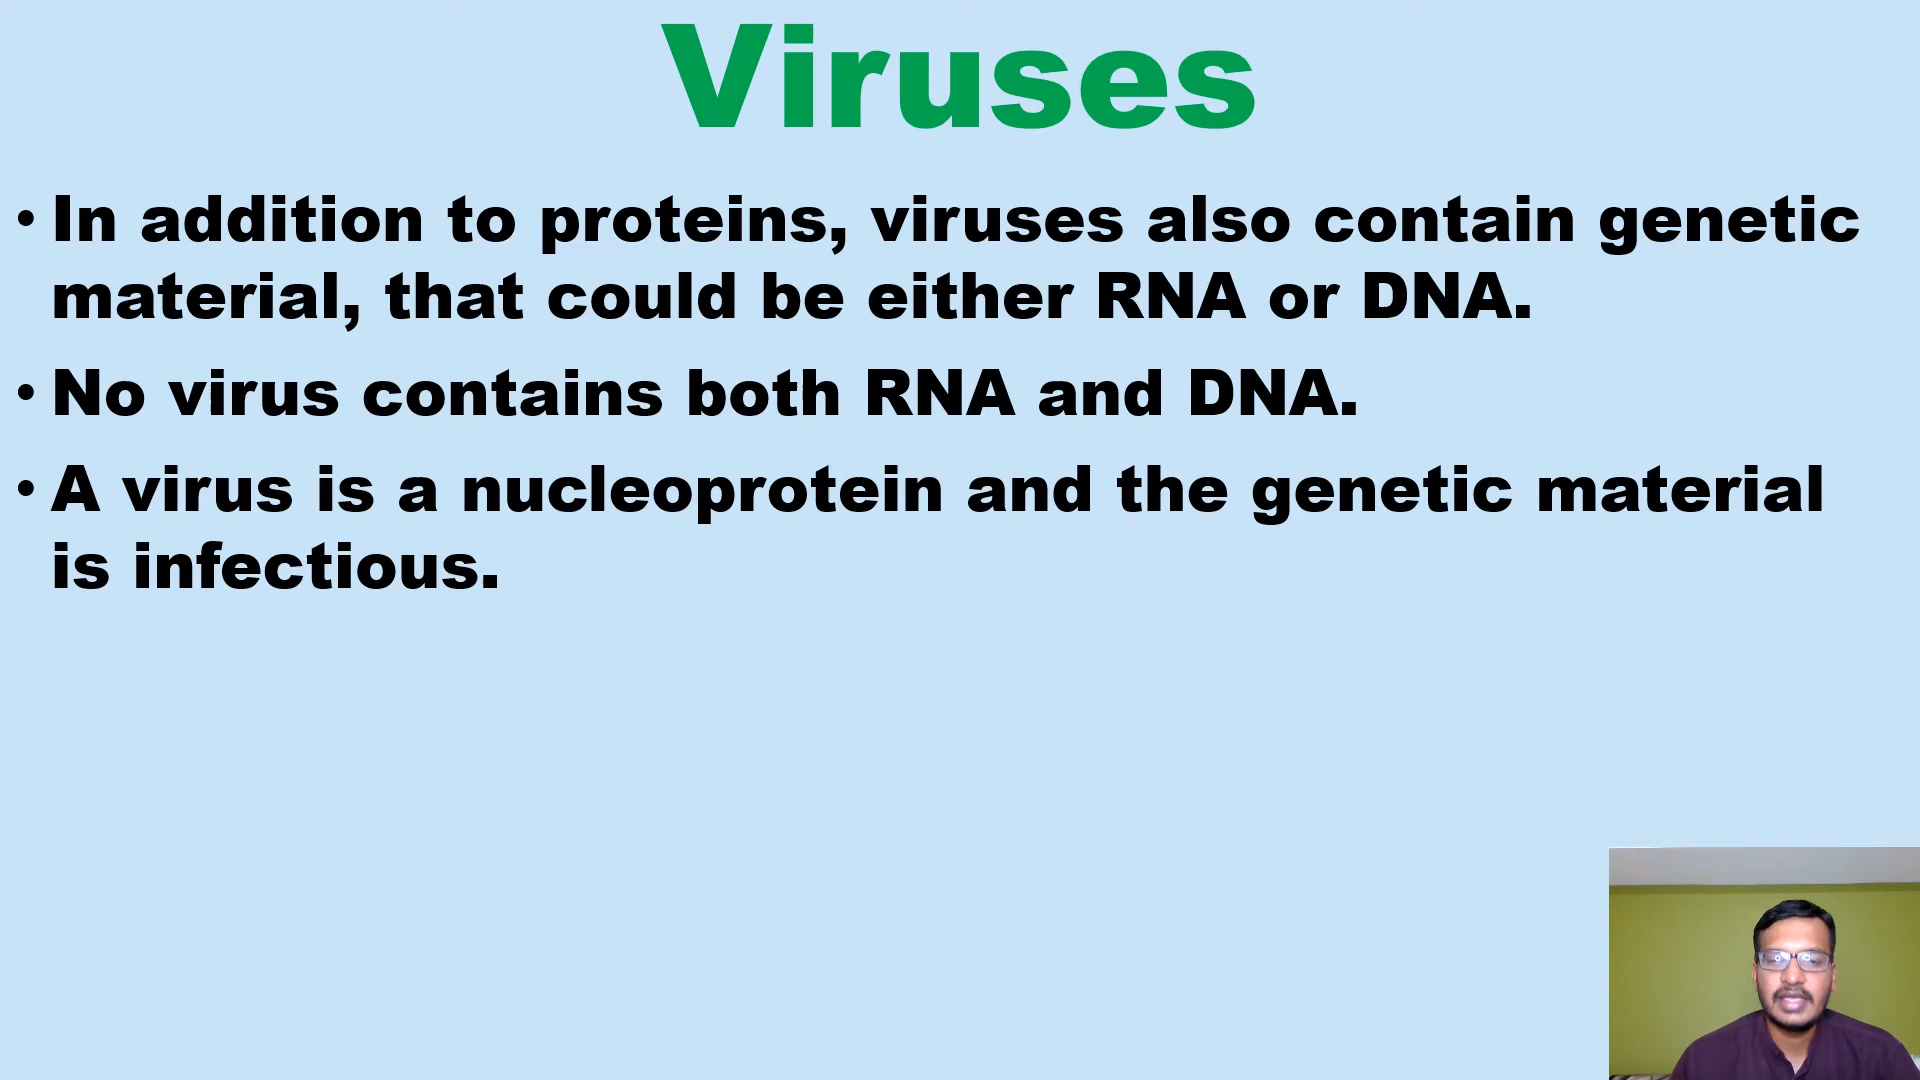 Viruses
• In addition to proteins, viruses also contain genetic
material, that could be either RNA or DNA.
• No virus contains both RNA and DNA.
• A virus is a nucleoprotein and the genetic material
is infectious.